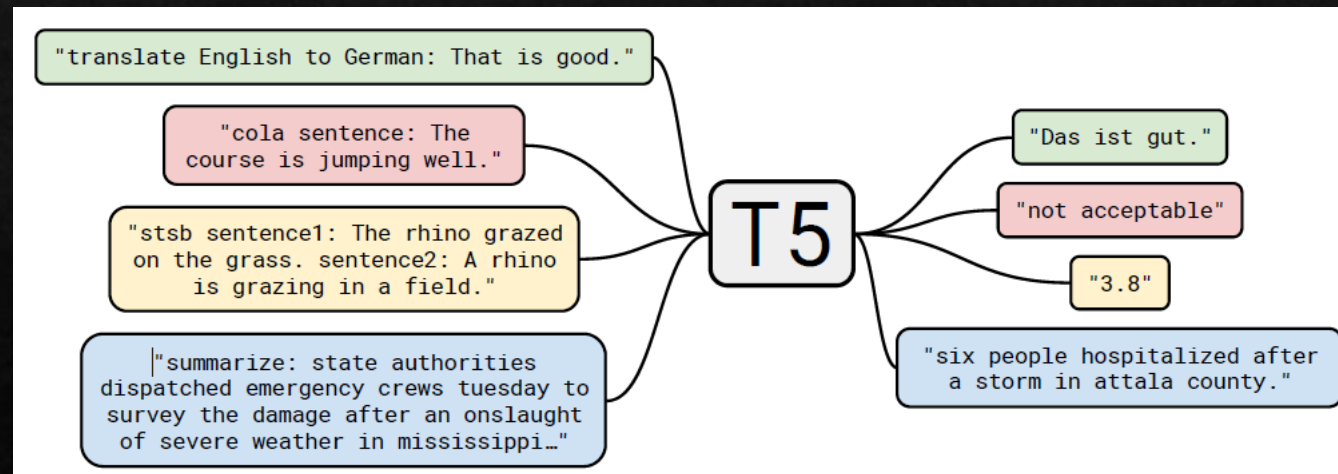 "translate English to German: That is good."
"cola sentence: The
course is jumping well."
"stsb sentence1: The rhino grazed
on the grass. sentence2: A rhino
is grazing in a field."
"summarize: state authorities
dispatched emergency crews tuesday to
survey the damage after an onslaught
of severe weather in mississippi…"
T5
"Das ist gut."
"not acceptable"
"3.8"
"six people hospitalized after
a storm in attala county."